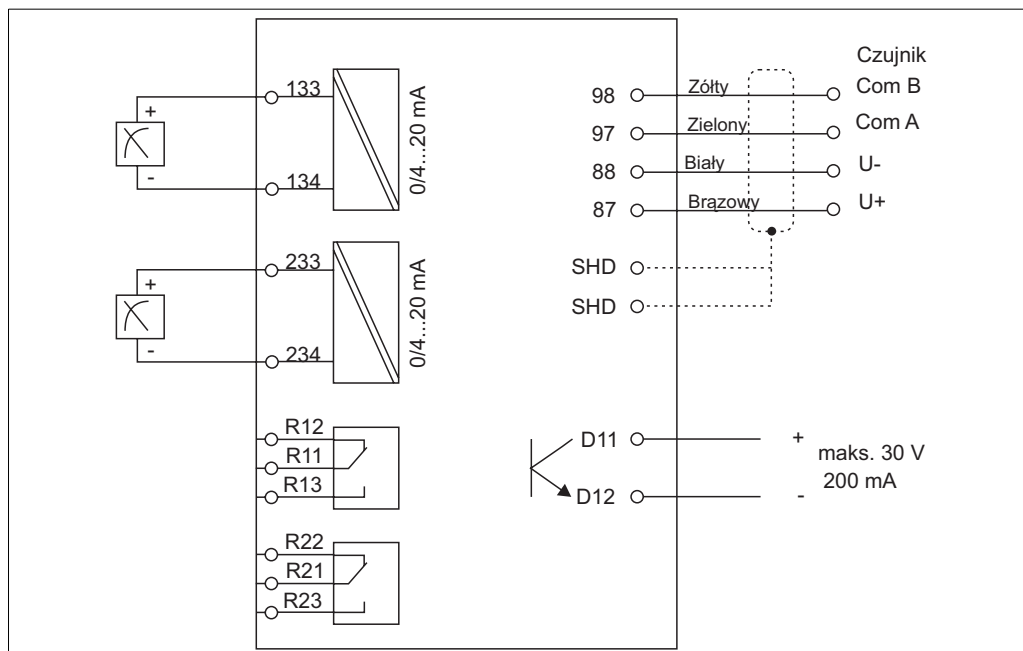 133
+
-
134
0/4...20 mA
233
+
-
234
0/4...20 mA
R12
R11
R13
R22
R21
R23
Czujnik
98 Zólty Com B
97 Zielony Com A
88 Biały U-
87 Brązowy U+
SHD
SHD
D11 +
maks. 30 V
200 mA
D12 -